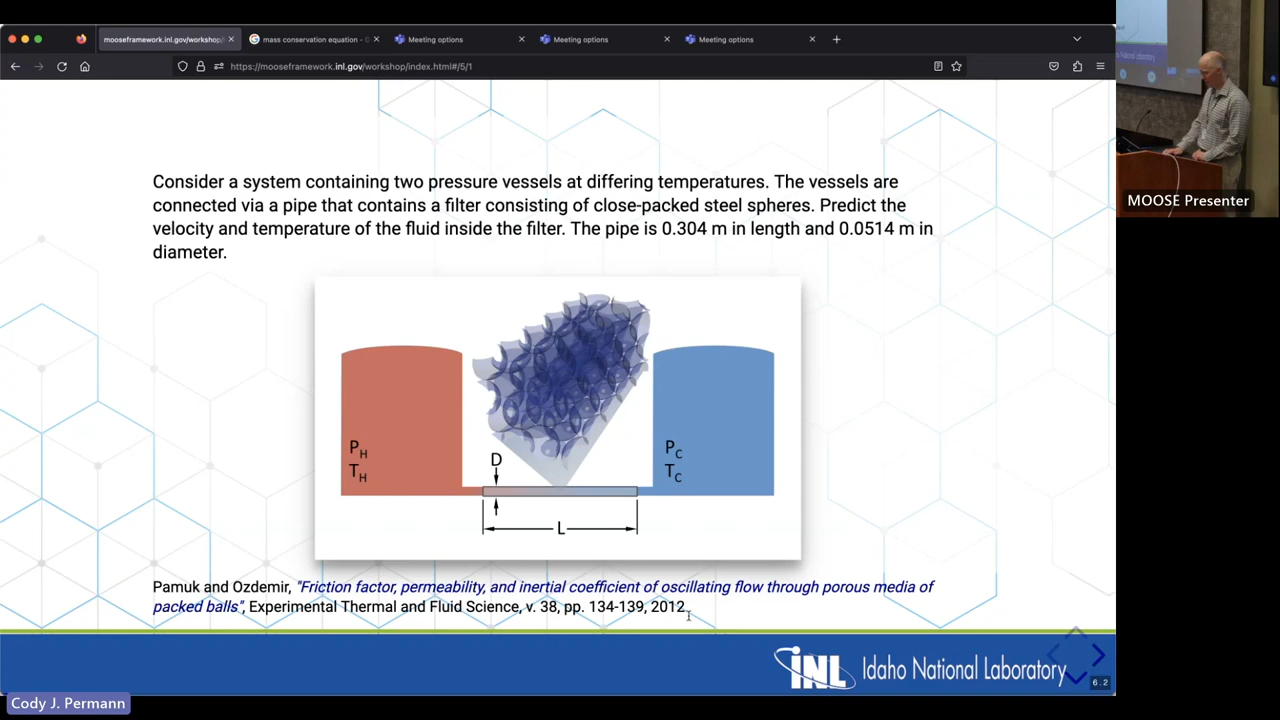 mooseframework.inl.gov/workshop/
mass conservation equation - G
Meeting options
Meeting options
Meeting options
https://mooseframework.inl.gov/workshop/index.html#/5/1
Consider a system containing two pressure vessels at differing temperatures. The vessels are
connected via a pipe that contains a filter consisting of close-packed steel spheres. Predict the
velocity and temperature of the fluid inside the filter. The pipe is 0.304 m in length and 0.0514 m in
diameter.
PH
TH
D
L
PC
TC
Pamuk and Ozdemir, "Friction factor, permeability, and inertial coefficient of oscillating flow through porous media of
packed balls", Experimental Thermal and Fluid Science, v. 38, pp. 134-139, 2012.
INL Idaho National Laboratory
6.2
Cody J. Permann
MOOSE Presenter